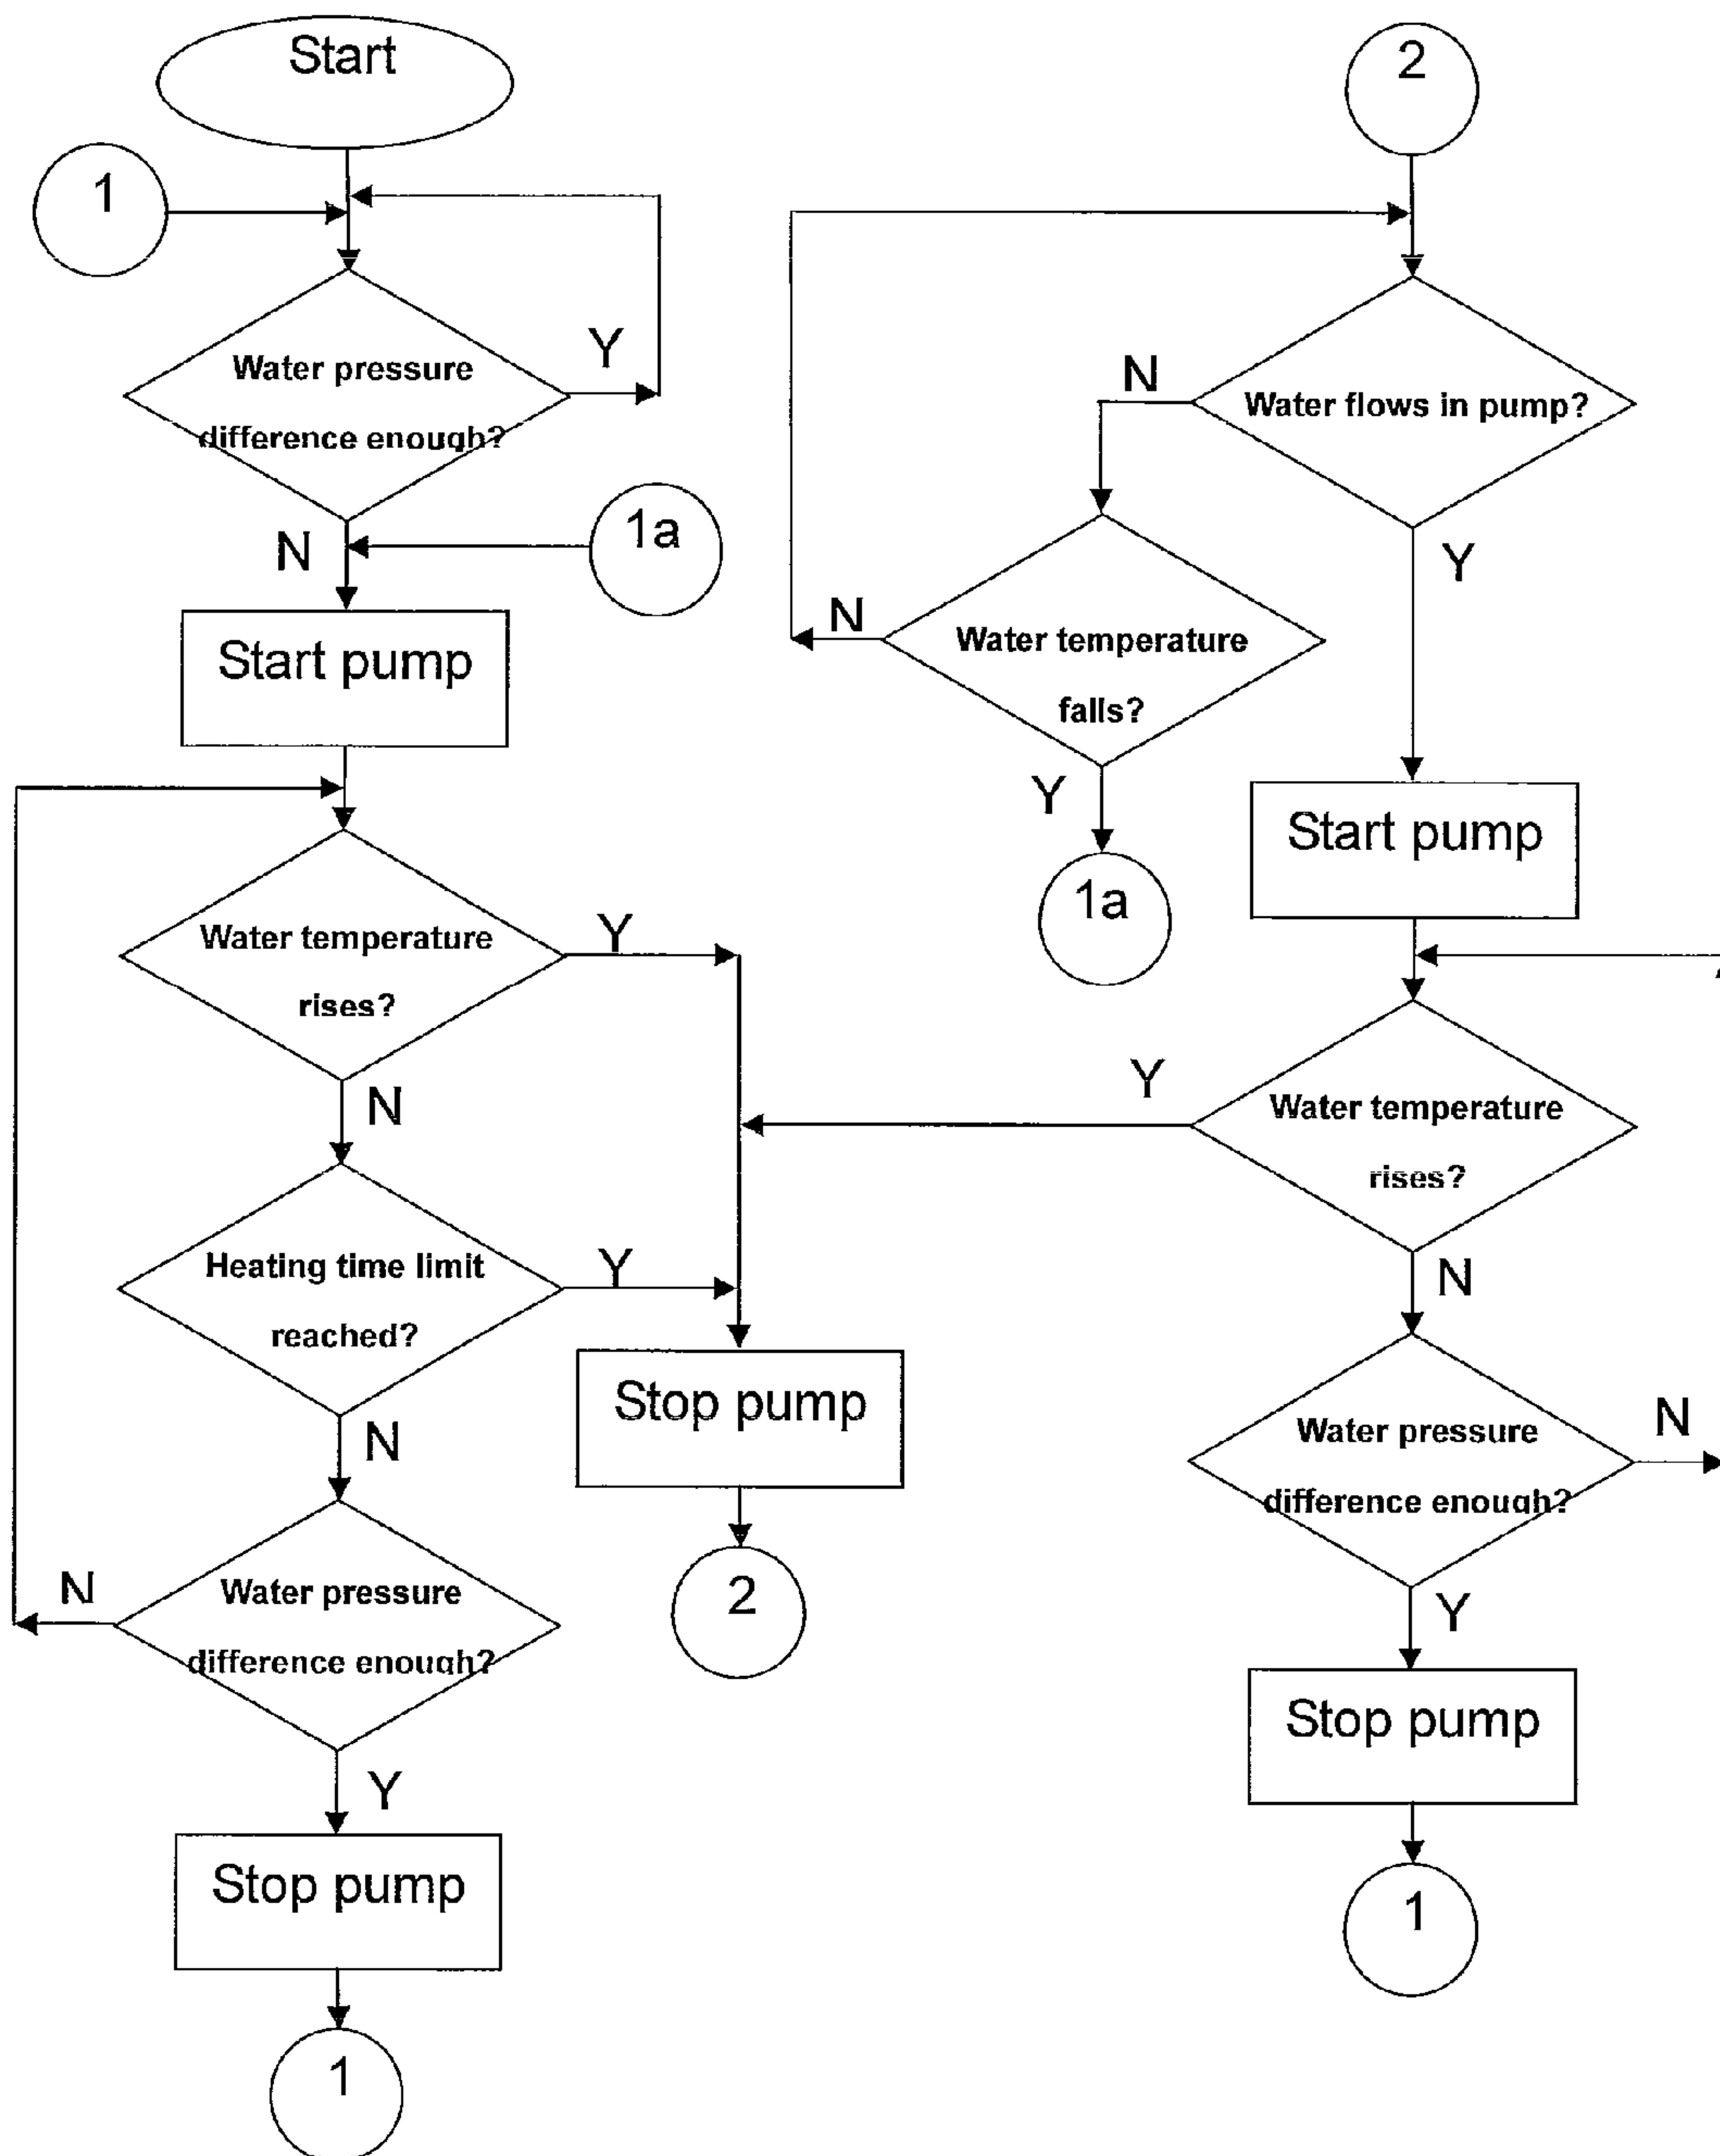 Start
1
Water pressure
difference enough?
Y
N
1a
Start pump
Water temperature
rises?
Y
N
Heating time limit
reached?
Y
N
Water pressure
difference enough?
N
Y
Stop pump
1
Stop pump
2
2
Water flows in pump?
N
Y
Water temperature
falls?
N
Y
1a
Start pump
Water temperature
rises?
Y
N
Water pressure
difference enough?
N
Y
Stop pump
1